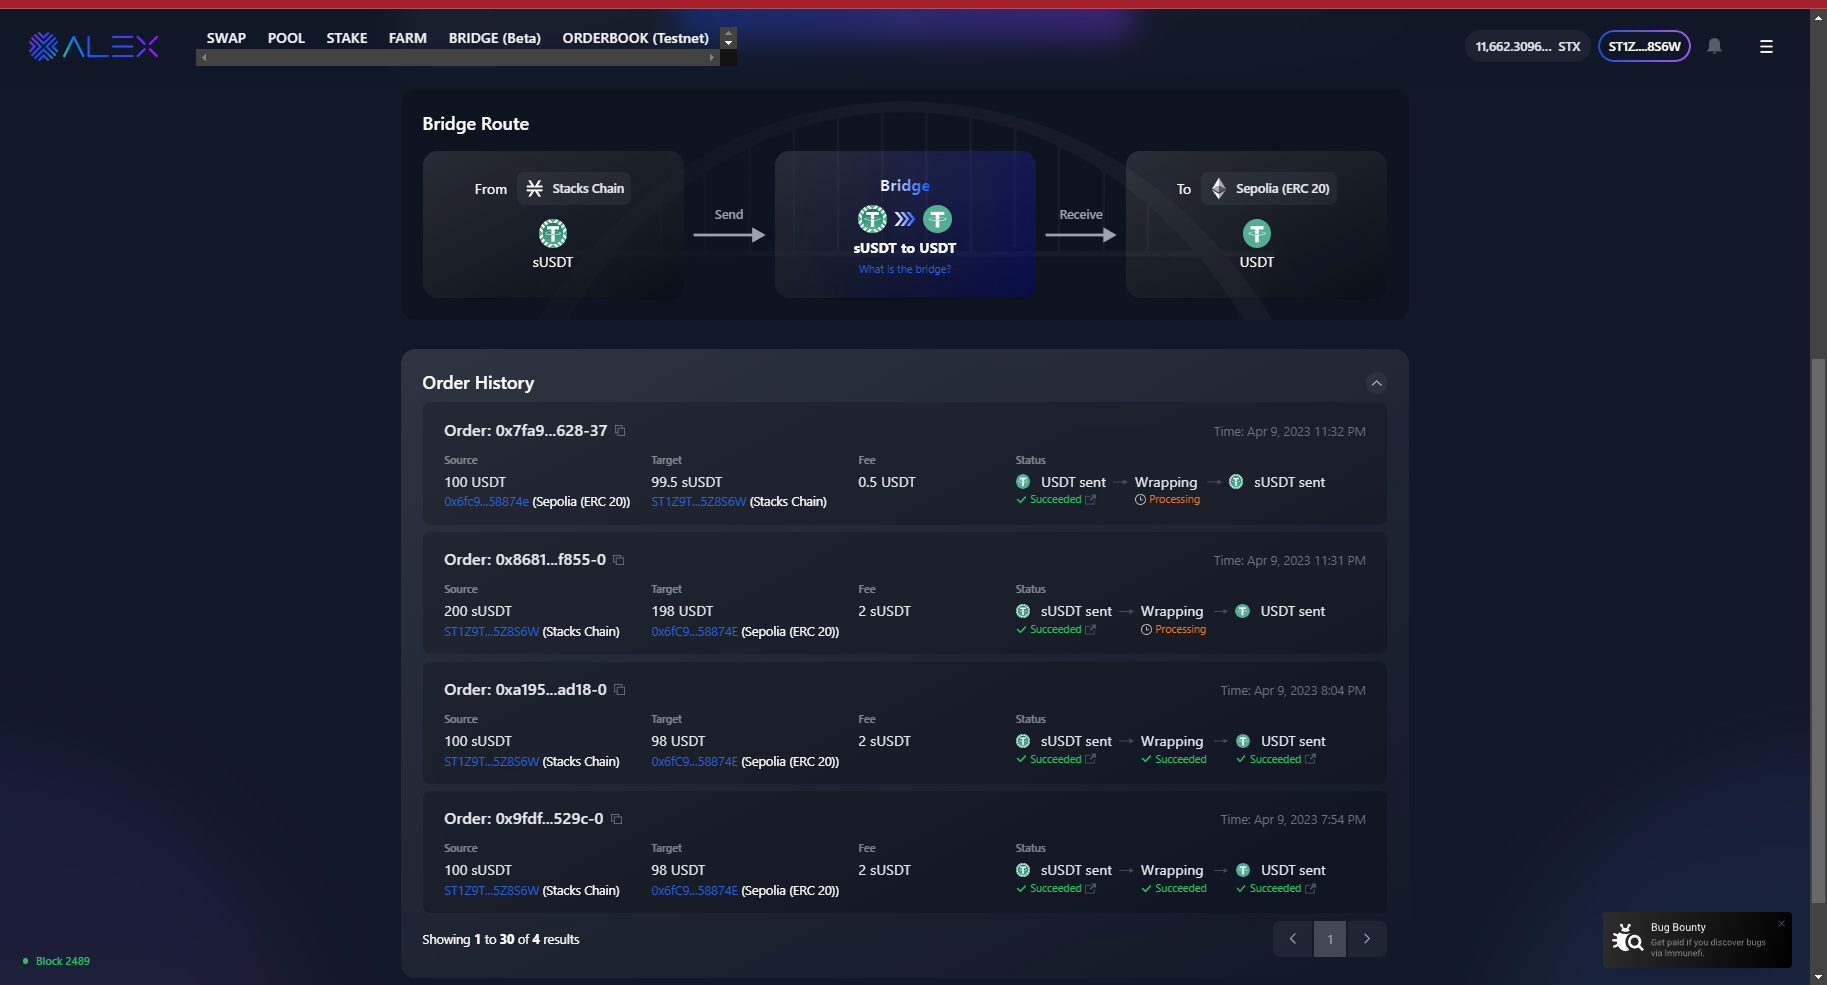 ALEX
SWAP POOL STAKE FARM BRIDGE (Beta) ORDERBOOK (Testnet)
11,662.3096... STX
ST1Z....8S6W
Bridge Route
From Stacks Chain
sUSDT
Send
Bridge
sUSDT to USDT
What is the bridge?
Receive
To Sepolia (ERC 20)
USDT
Order History
Order: 0x7fa9...628-37
Time: Apr 9, 2023 11:32 PM
Source Target Fee Status
100 USDT 99.5 sUSDT 0.5 USDT USDT sent Wrapping sUSDT sent
0x6fc9...58874e (Sepolia (ERC 20)) ST1Z9T...5Z8S6W (Stacks Chain) Succeeded Processing
Order: 0x8681...f855-0
Time: Apr 9, 2023 11:31 PM
Source Target Fee Status
200 sUSDT 198 USDT 2 sUSDT sUSDT sent Wrapping USDT sent
ST1Z9T...5Z8S6W (Stacks Chain) 0x6fC9...58874E (Sepolia (ERC 20)) Succeeded Processing
Order: 0xa195...ad18-0
Time: Apr 9, 2023 8:04 PM
Source Target Fee Status
100 sUSDT 98 USDT 2 sUSDT sUSDT sent Wrapping USDT sent
ST1Z9T...5Z8S6W (Stacks Chain) 0x6fC9...58874E (Sepolia (ERC 20)) Succeeded Succeeded Succeeded
Order: 0x9fdf...529c-0
Time: Apr 9, 2023 7:54 PM
Source Target Fee Status
100 sUSDT 98 USDT 2 sUSDT sUSDT sent Wrapping USDT sent
ST1Z9T...5Z8S6W (Stacks Chain) 0x6fC9...58874E (Sepolia (ERC 20)) Succeeded Succeeded Succeeded
Showing 1 to 30 of 4 results
1
Block 2489
Bug Bounty
Get paid if you discover bugs
via Immunefi.